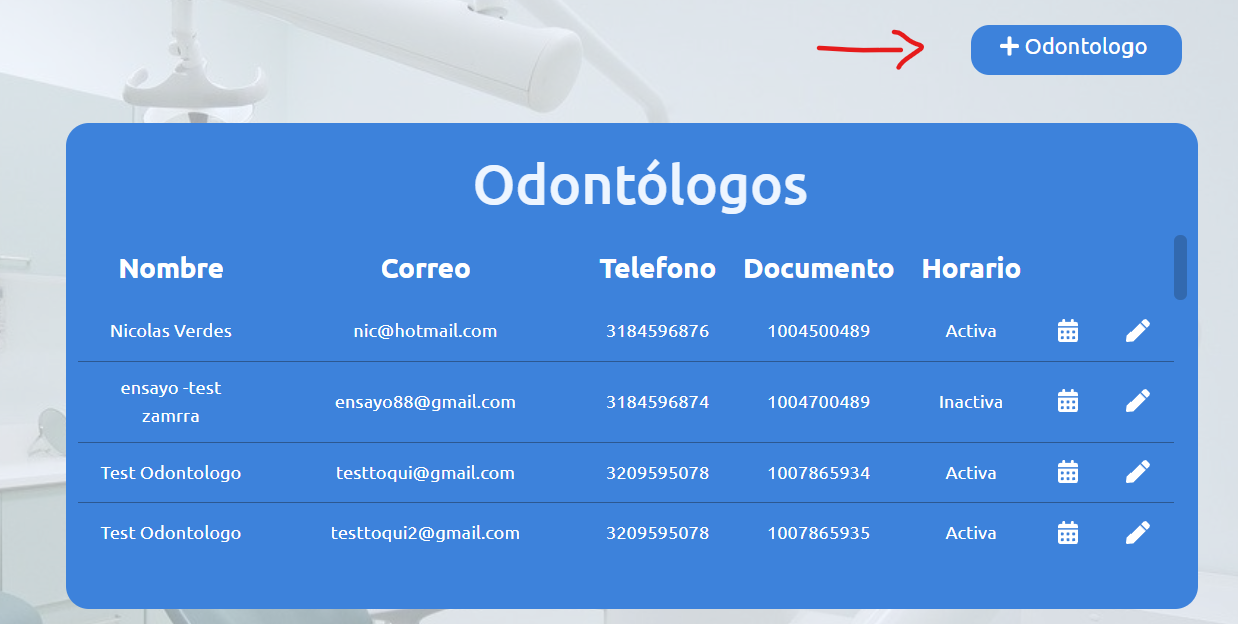 Odontologo
Odontólogos
Nombre Correo Telefono Documento Horario
Nicolas Verdes nic@hotmail.com 3184596876 1004500489 Activa
ensayo -test
zamrra ensayo88@gmail.com 3184596874 1004700489 Inactiva
Test Odontologo testtoqui@gmail.com 3209595078 1007865934 Activa
Test Odontologo testtoqui2@gmail.com 3209595078 1007865935 Activa